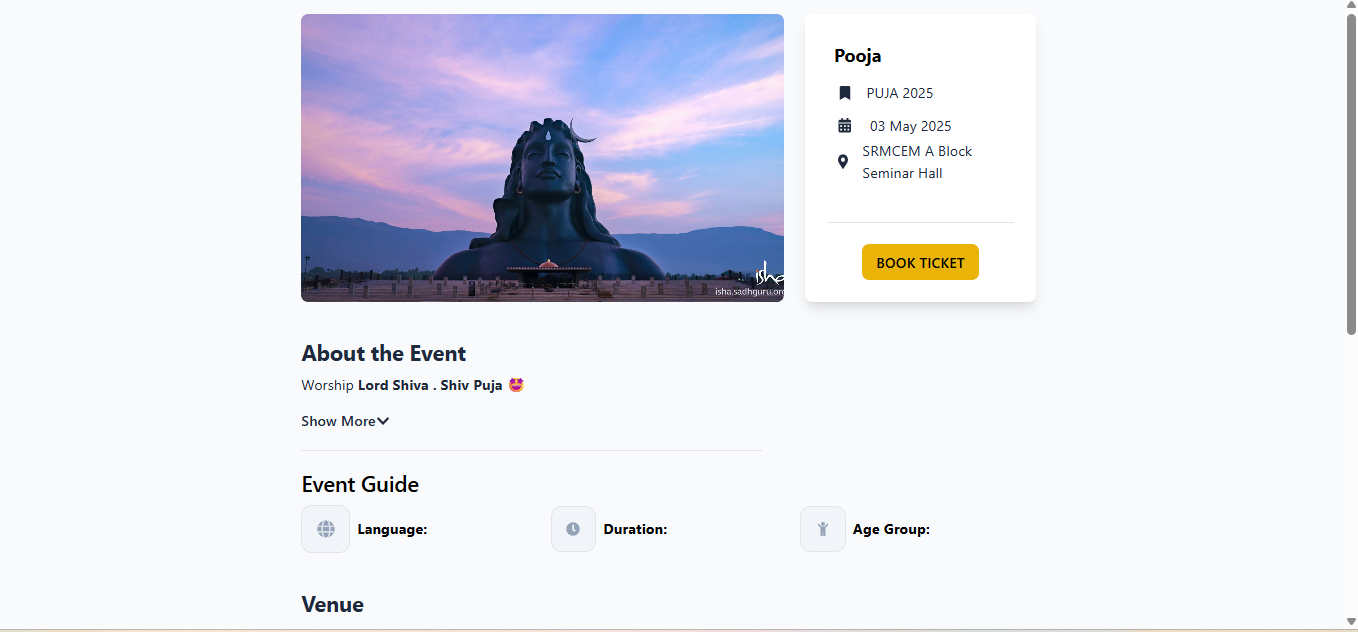 Pooja
PUJA 2025
03 May 2025
SRMCEM A Block
Seminar Hall
BOOK TICKET
isha
isha.sadhguru.org
About the Event
Worship Lord Shiva . Shiv Puja 🤩
Show More
Event Guide
Language:
Duration:
Age Group:
Venue